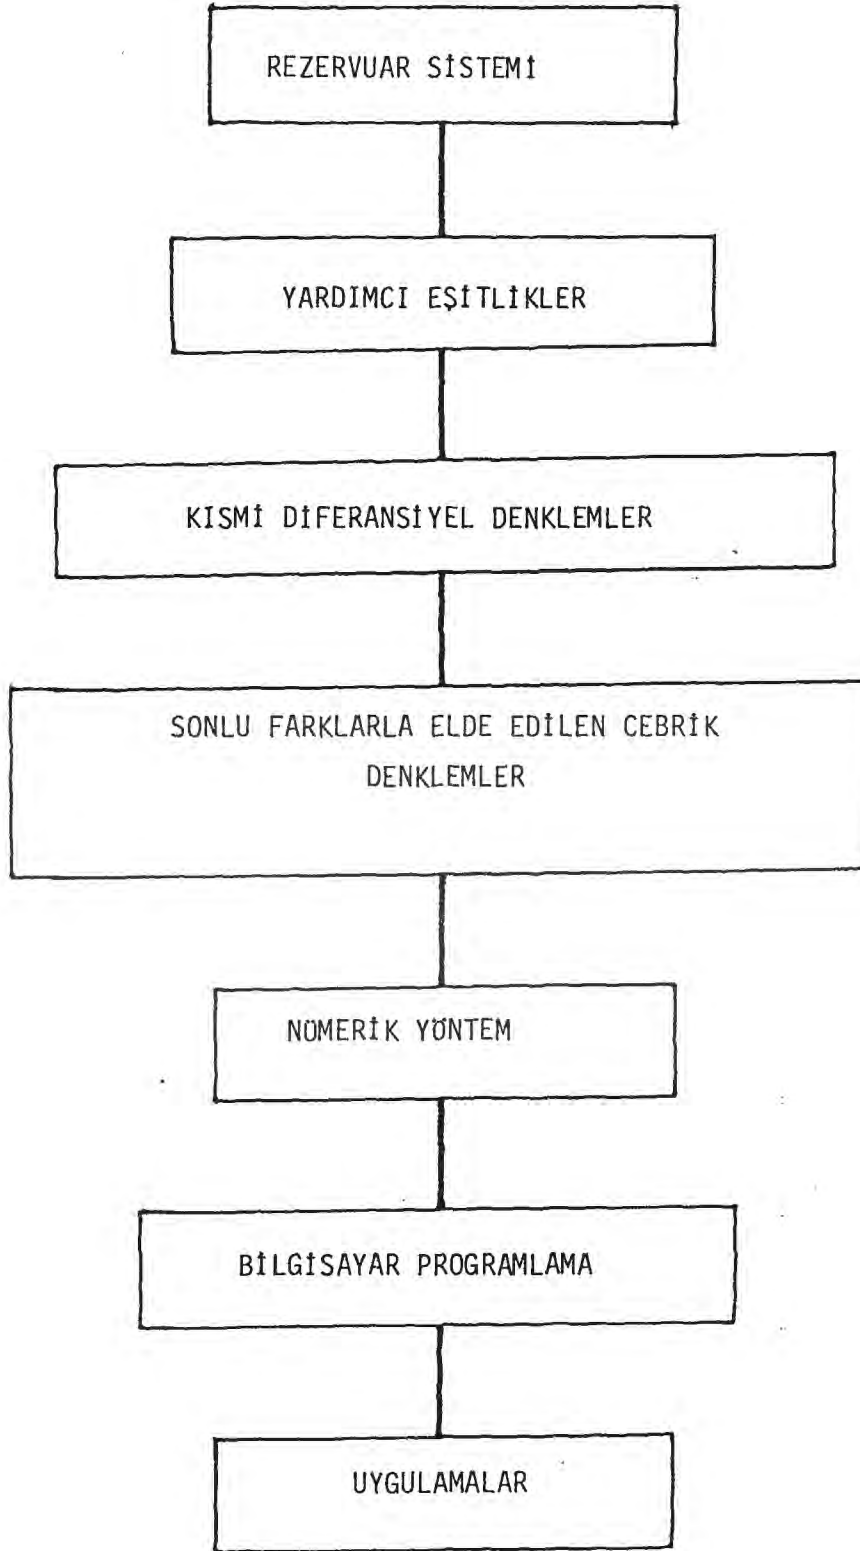 REZERVUAR SİSTEMİ
YARDIMCI EŞİTLİKLER
KISMİ DİFERANSİYEL DENKLEMLER
SONLU FARKLARLA ELDE EDİLEN CEBRİK
DENKLEMLER
NÜMERİK YÖNTEM
BİLGİSAYAR PROGRAMLAMA
UYGULAMALAR